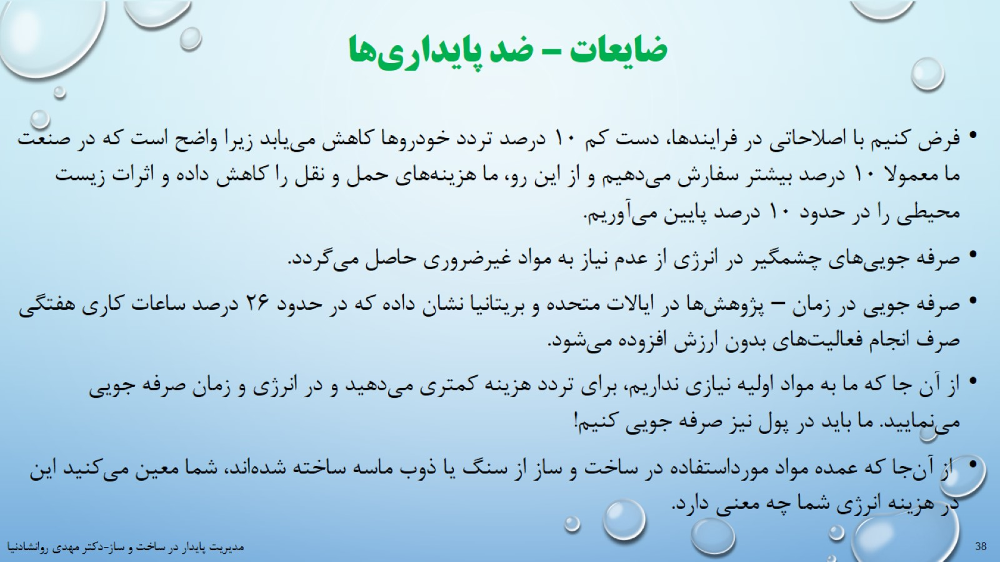 ضایعات – ضد پایداری‌ها
• فرض کنیم با اصلاحاتی در فرایندها، دست کم ۱۰ درصد تردد خودروها کاهش می‌یابد زیرا واضح است که در صنعت
ما معمولا ۱۰ درصد بیشتر سفارش می‌دهیم و از این رو، ما هزینه‌های حمل و نقل را کاهش داده و اثرات زیست
محیطی را در حدود ۱۰ درصد پایین می‌آوریم.
• صرفه جویی‌های چشمگیر در انرژی از عدم نیاز به مواد غیرضروری حاصل می‌گردد.
• صرفه جویی در زمان – پژوهش‌ها در ایالات متحده و بریتانیا نشان داده که در حدود ۲۶ درصد ساعات کاری هفتگی
صرف انجام فعالیت‌های بدون ارزش افزوده می‌شود.
• از آن جا که ما به مواد اولیه نیازی نداریم، برای تردد هزینه کمتری می‌دهید و در انرژی و زمان صرفه جویی
می‌نمایید. ما باید در پول نیز صرفه جویی کنیم!
• از آن‌جا که عمده مواد مورداستفاده در ساخت و ساز از سنگ یا ذوب ماسه ساخته شده‌اند، شما معین می‌کنید این
در هزینه انرژی شما چه معنی دارد.
مدیریت پایدار در ساخت و ساز-دکتر مهدی روانشادنیا
38